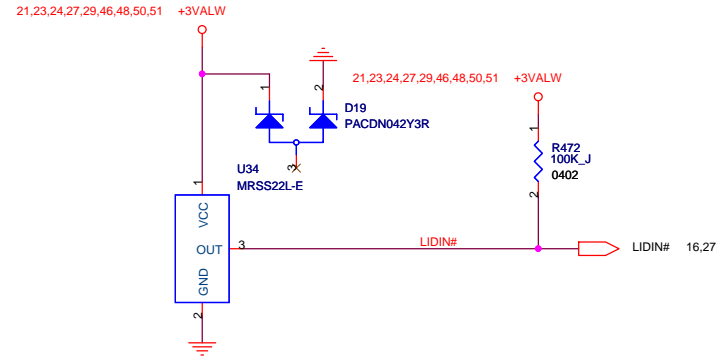 21,23,24,27,29,46,48,50,51 +3VALW
1
2
21,23,24,27,29,46,48,50,51 +3VALW
D19
PACDN042Y3R
1
R472
100K_J
0402
3
U34
MRSS22L-E
1
2
VCC
OUT
3
LIDIN#
LIDIN# 16,27
GND
2